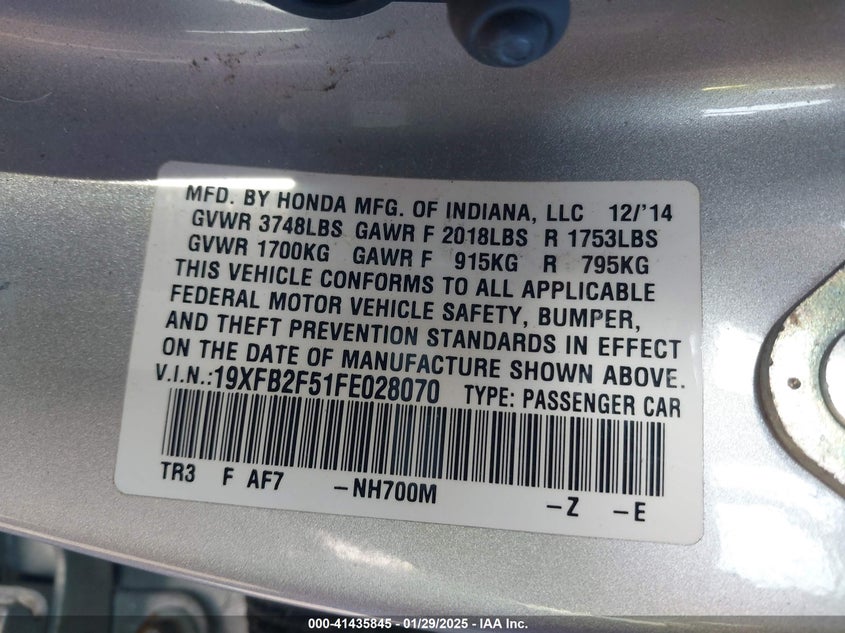 MFD. BY HONDA MFG. OF INDIANA, LLC 12/'14
GVWR 3748LBS GAWR F 2018LBS R 1753LBS
GVWR 1700KG GAWR F 915KG R 795KG
THIS VEHICLE CONFORMS TO ALL APPLICABLE
FEDERAL MOTOR VEHICLE SAFETY, BUMPER,
AND THEFT PREVENTION STANDARDS IN EFFECT
ON THE DATE OF MANUFACTURE SHOWN ABOVE.
V.I.N.:19XFB2F51FE028070 TYPE: PASSENGER CAR
TR3 F AF7 -NH700M -Z -E
000-41435845 - 01/29/2025 - IAA Inc.